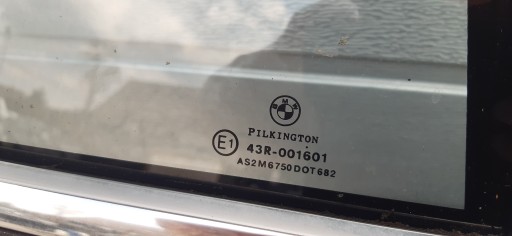 BMW
PILKINGTON
E1 43R-001601
AS2M6750DOT682